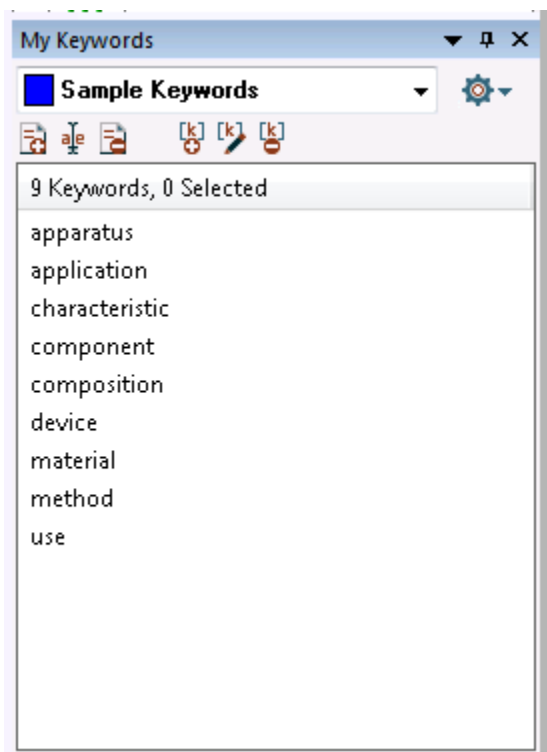 My Keywords
Sample Keywords
a e [k] [k] [k]
9 Keywords, 0 Selected
apparatus
application
characteristic
component
composition
device
material
method
use